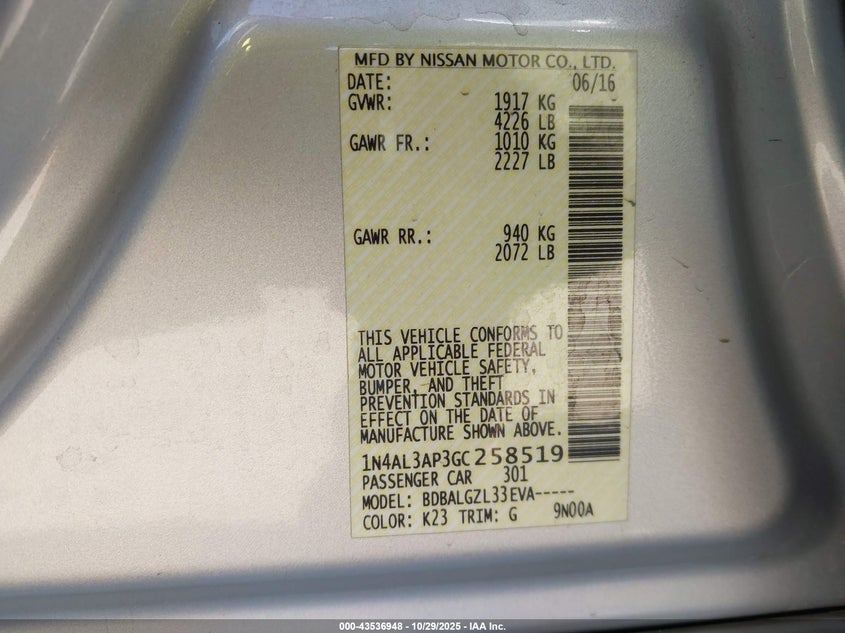 MFD BY NISSAN MOTOR CO., LTD.
DATE: 06/16
GVWR: 1917 KG
4226 LB
GAWR FR.: 1010 KG
2227 LB
GAWR RR.: 940 KG
2072 LB
THIS VEHICLE CONFORMS TO
ALL APPLICABLE FEDERAL
MOTOR VEHICLE SAFETY,
BUMPER, AND THEFT
PREVENTION STANDARDS IN
EFFECT ON THE DATE OF
MANUFACTURE SHOWN ABOVE.
1N4AL3AP3GC258519
PASSENGER CAR 301
MODEL: BDBALGZL33EVA-----
COLOR: K23 TRIM: G 9N00A
000-43536948 - 10/29/2025 - IAA Inc.